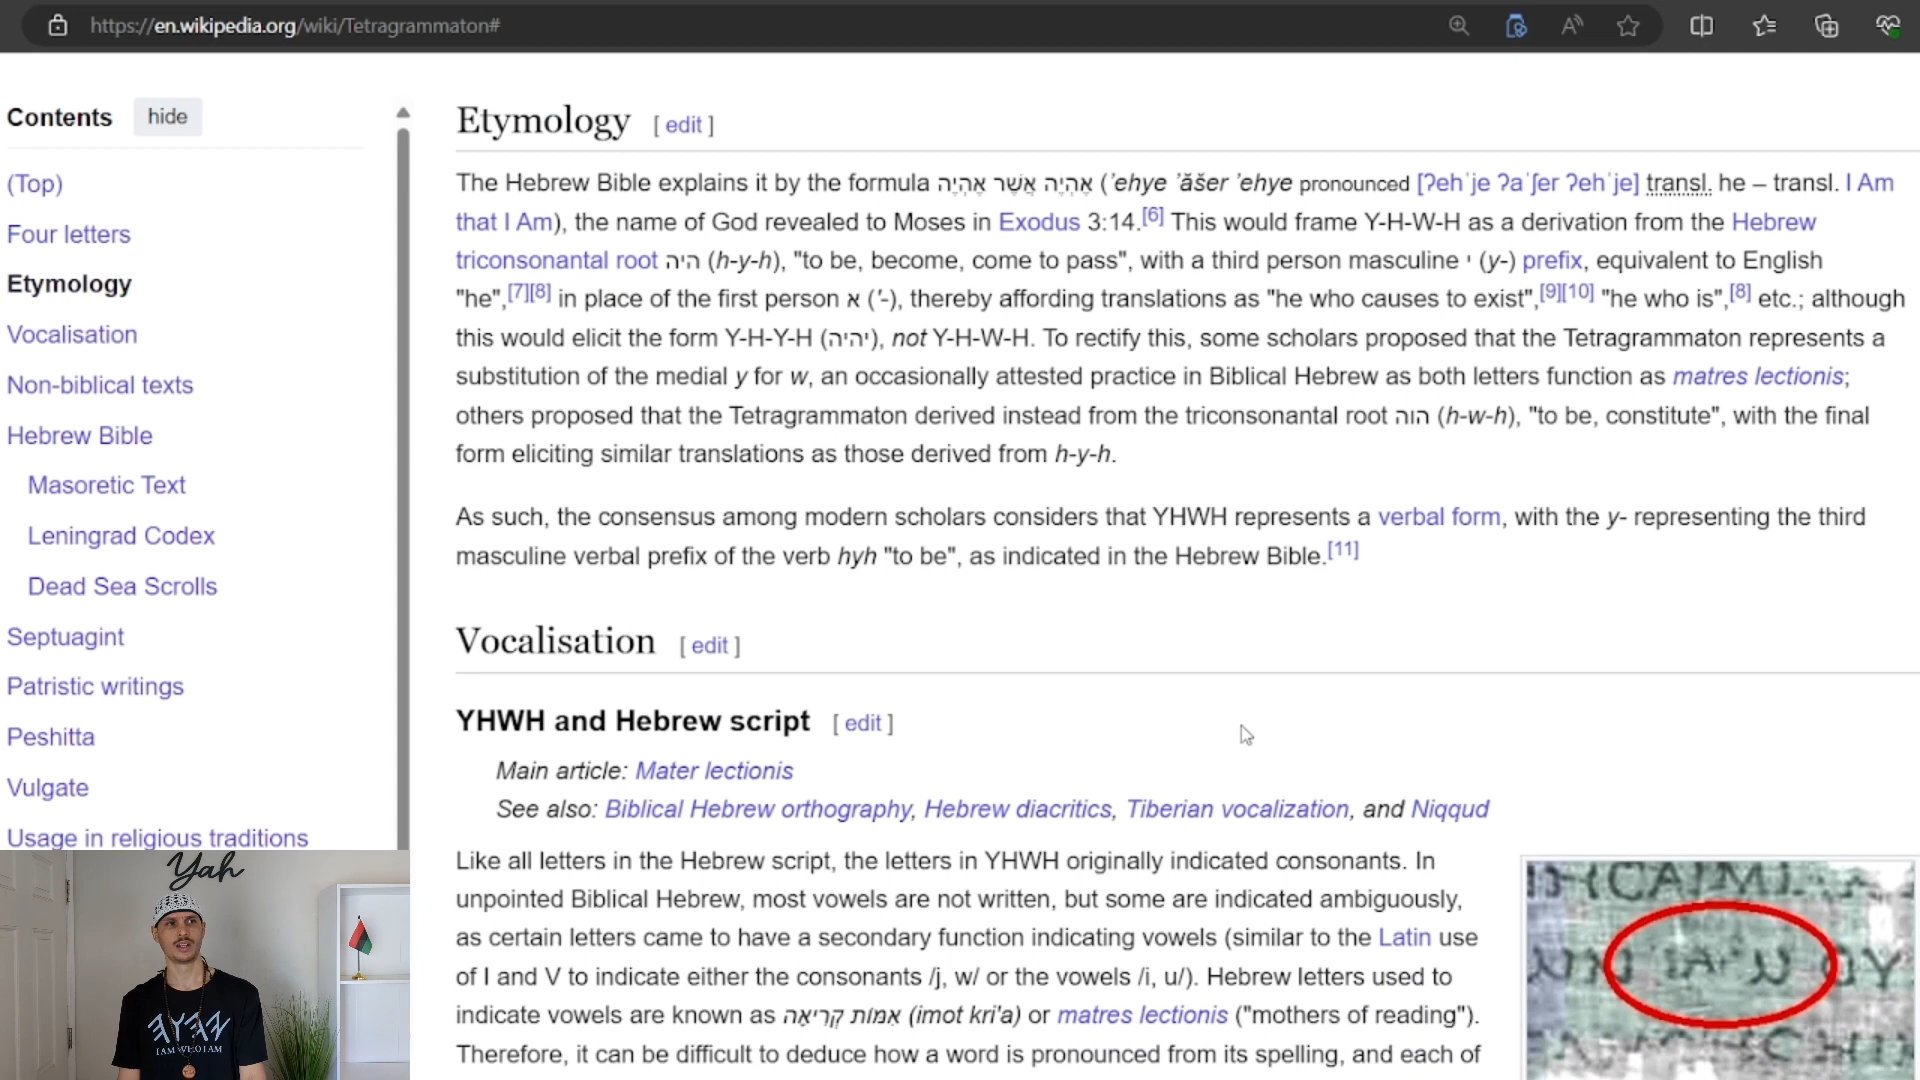 https://en.wikipedia.org/wiki/Tetragrammaton#
Contents hide
(Top)
Four letters
Etymology
Vocalisation
Non-biblical texts
Hebrew Bible
Masoretic Text
Leningrad Codex
Dead Sea Scrolls
Septuagint
Patristic writings
Peshitta
Vulgate
Usage in religious traditions
Etymology [ edit ]
The Hebrew Bible explains it by the formula אֶהְיֶה אֲשֶׁר אֶהְיֶה (ʾehye ʾăšer ʾehye pronounced [ʔehˈje ʔaˈʃer ʔehˈje] transl. he – transl. I Am
that I Am), the name of God revealed to Moses in Exodus 3:14.[6] This would frame Y-H-W-H as a derivation from the Hebrew
triconsonantal root היה (h-y-h), "to be, become, come to pass", with a third person masculine י (y-) prefix, equivalent to English
"he",[7][8] in place of the first person א ('-), thereby affording translations as "he who causes to exist",[9][10] "he who is",[8] etc.; although
this would elicit the form Y-H-Y-H (יהיה), not Y-H-W-H. To rectify this, some scholars proposed that the Tetragrammaton represents a
substitution of the medial y for w, an occasionally attested practice in Biblical Hebrew as both letters function as matres lectionis;
others proposed that the Tetragrammaton derived instead from the triconsonantal root הוה (h-w-h), "to be, constitute", with the final
form eliciting similar translations as those derived from h-y-h.
As such, the consensus among modern scholars considers that YHWH represents a verbal form, with the y- representing the third
masculine verbal prefix of the verb hyh "to be", as indicated in the Hebrew Bible.[11]
Vocalisation [ edit ]
YHWH and Hebrew script [ edit ]
Main article: Mater lectionis
See also: Biblical Hebrew orthography, Hebrew diacritics, Tiberian vocalization, and Niqqud
Like all letters in the Hebrew script, the letters in YHWH originally indicated consonants. In
unpointed Biblical Hebrew, most vowels are not written, but some are indicated ambiguously,
as certain letters came to have a secondary function indicating vowels (similar to the Latin use
of I and V to indicate either the consonants /j, w/ or the vowels /i, u/). Hebrew letters used to
indicate vowels are known as אִמּוֹת קְרִיאָה (imot kri'a) or matres lectionis ("mothers of reading").
Therefore, it can be difficult to deduce how a word is pronounced from its spelling, and each of
Yah
𐤄𐤅𐤄𐤉
I AM WHO I AM